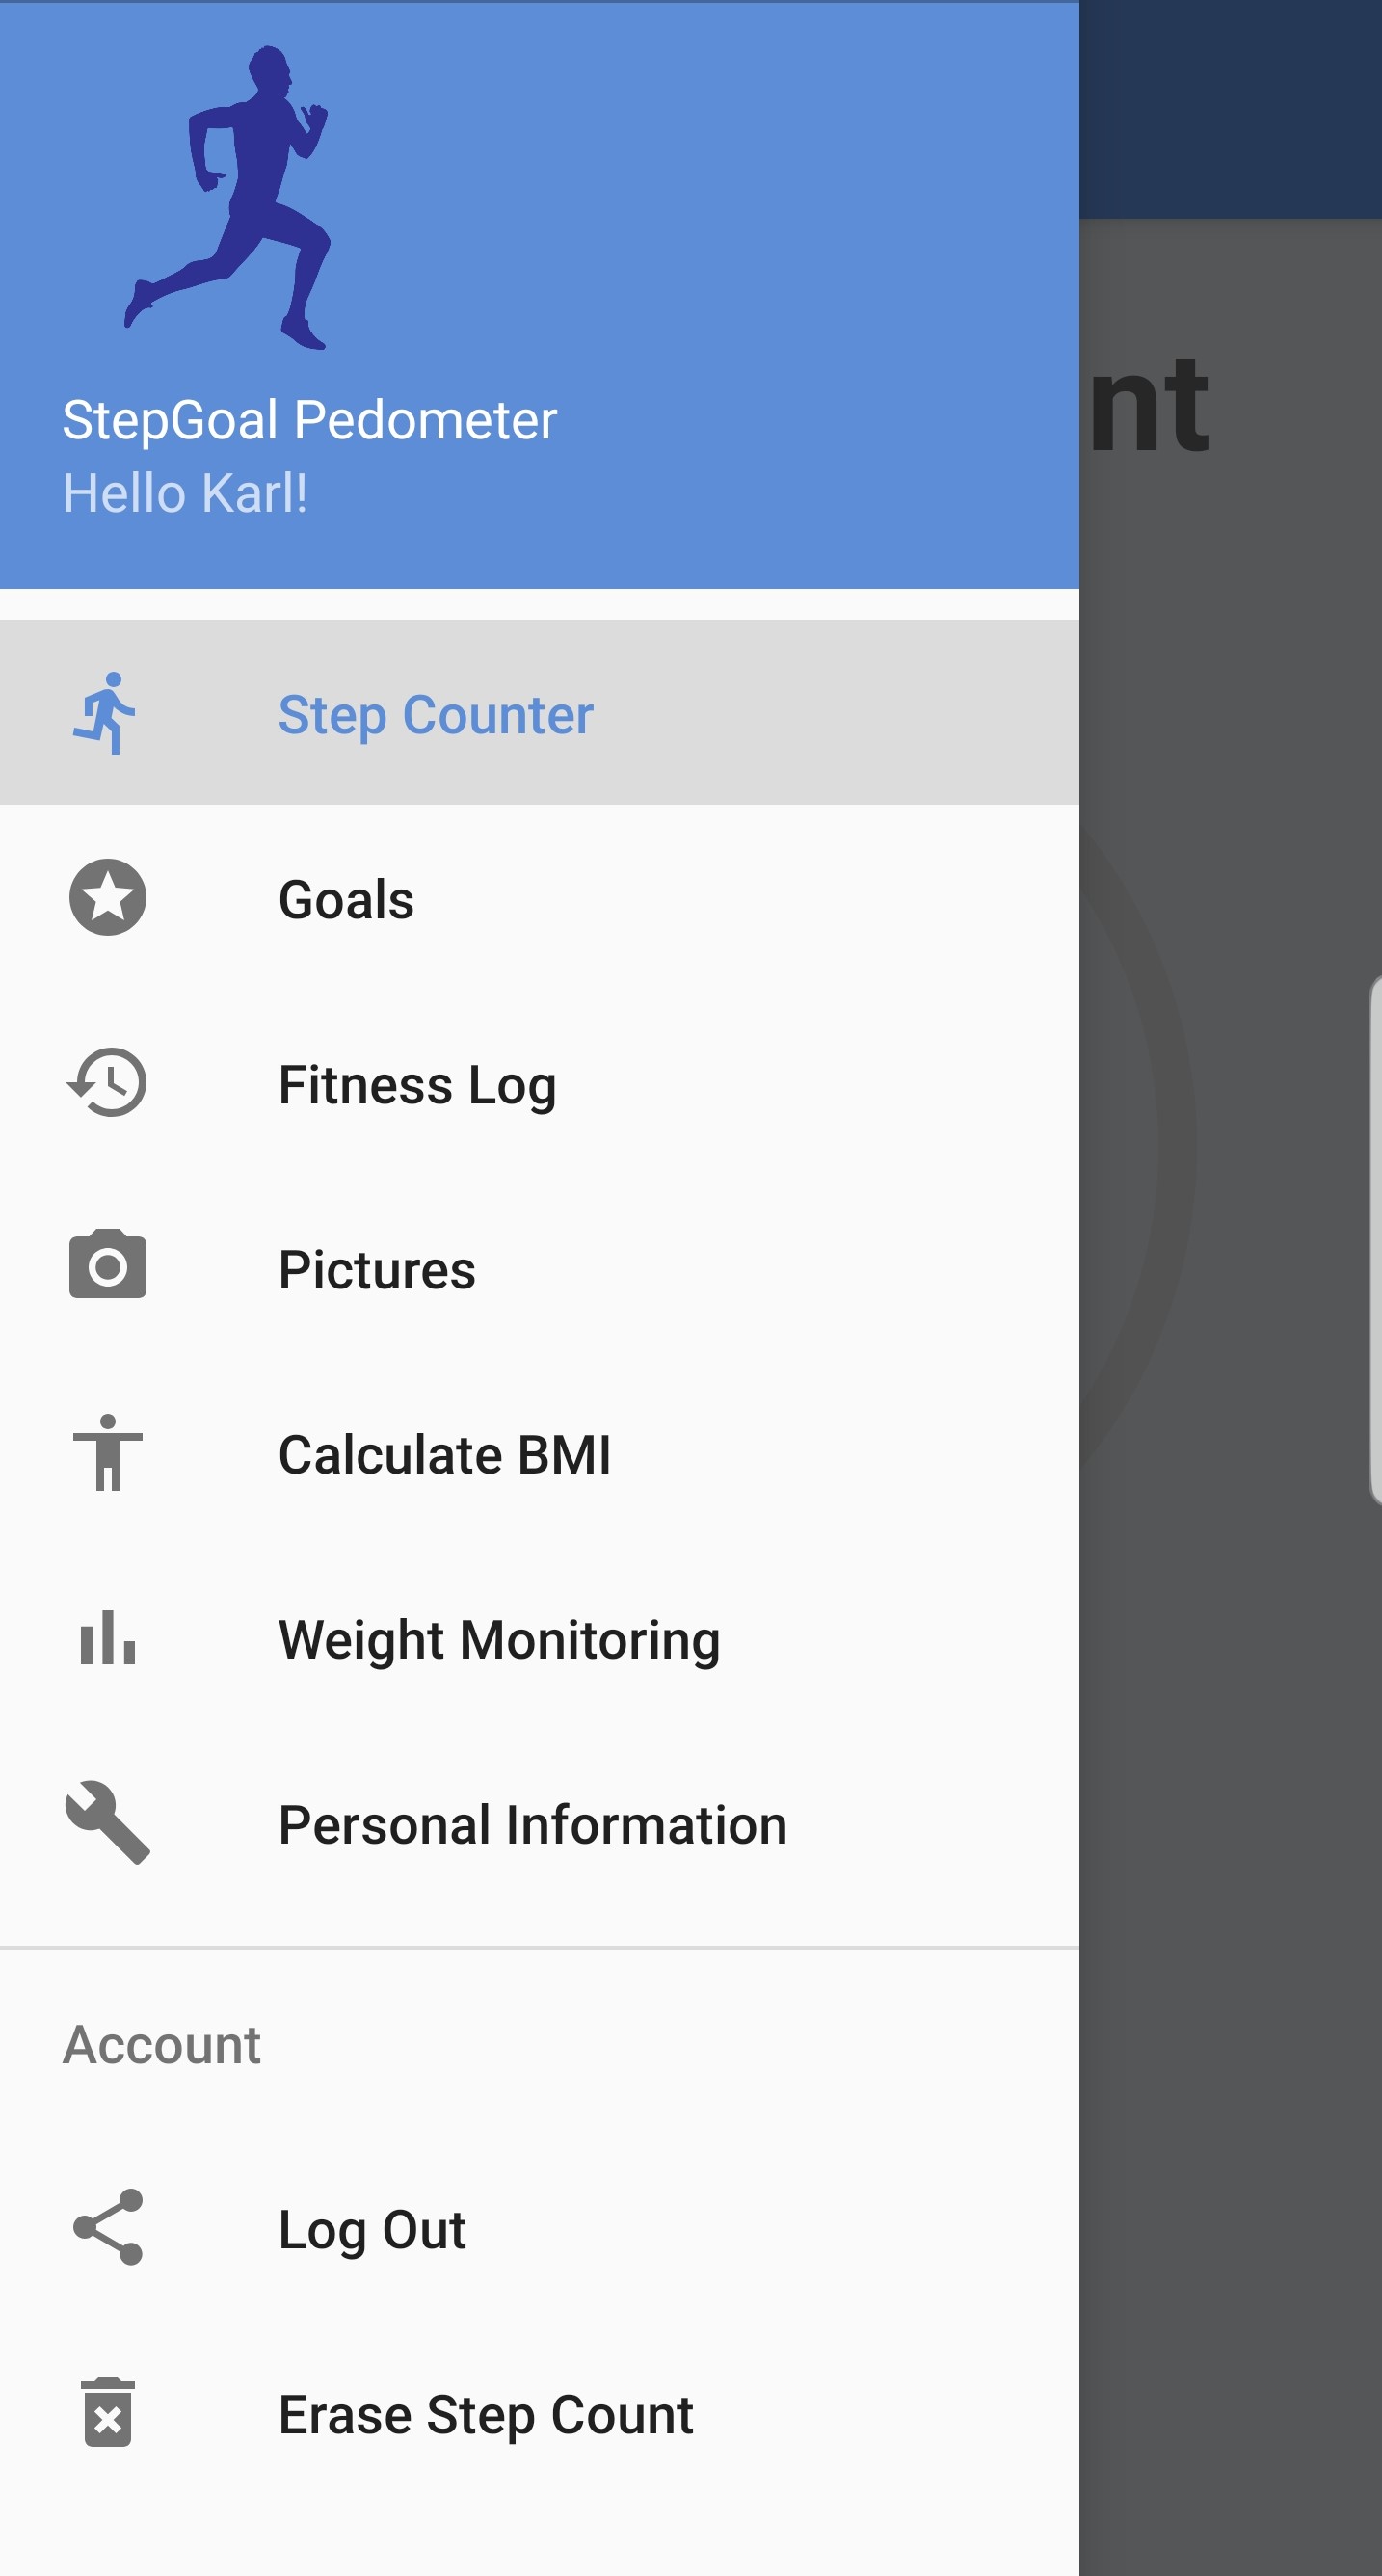 StepGoal Pedometer
Hello Karl!
Step Counter
Goals
Fitness Log
Pictures
Calculate BMI
Weight Monitoring
Personal Information
Account
Log Out
Erase Step Count
nt